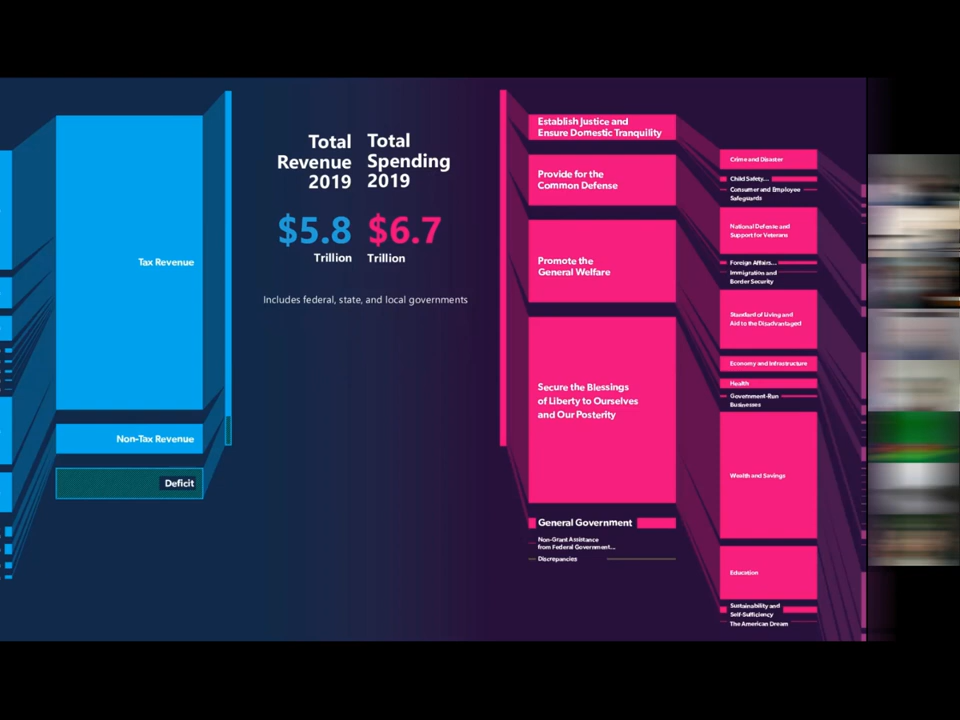 Tax Revenue
Non-Tax Revenue
Deficit
Total
Revenue
2019
$5.8
Trillion
Total
Spending
2019
$6.7
Trillion
Includes federal, state, and local governments
Establish Justice and
Ensure Domestic Tranquility
Provide for the
Common Defense
Promote the
General Welfare
Secure the Blessings
of Liberty to Ourselves
and Our Posterity
General Government
Non-Grant Assistance
from Federal Government...
Discrepancies
Crime and Disaster
Child Safety...
Consumer and Employee
Safeguards
National Defense and
Support for Veterans
Foreign Affairs...
Immigration and
Border Security
Standard of Living and
Aid to the Disadvantaged
Economy and Infrastructure
Health
Government-Run
Businesses
Wealth and Savings
Education
Sustainability and
Self-Sufficiency
The American Dream